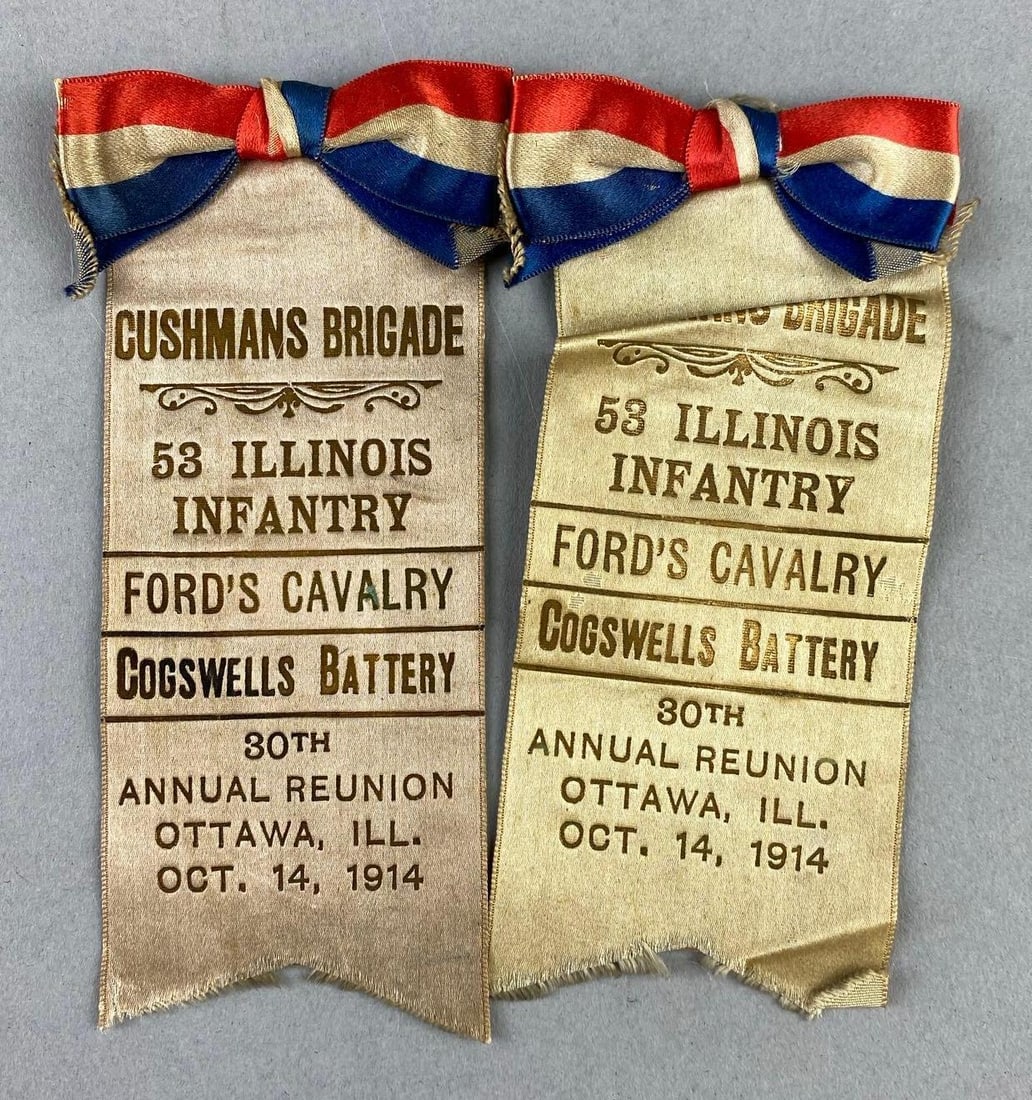 CUSHMANS BRIGADE
53 ILLINOIS
INFANTRY
FORD'S CAVALRY
COGSWELLS BATTERY
30TH
ANNUAL REUNION
OTTAWA, ILL.
OCT. 14, 1914
BRIGADE
53 ILLINOIS
INFANTRY
FORD'S CAVALRY
COGSWELLS BATTERY
30TH
ANNUAL REUNION
OTTAWA, ILL.
OCT. 14, 1914